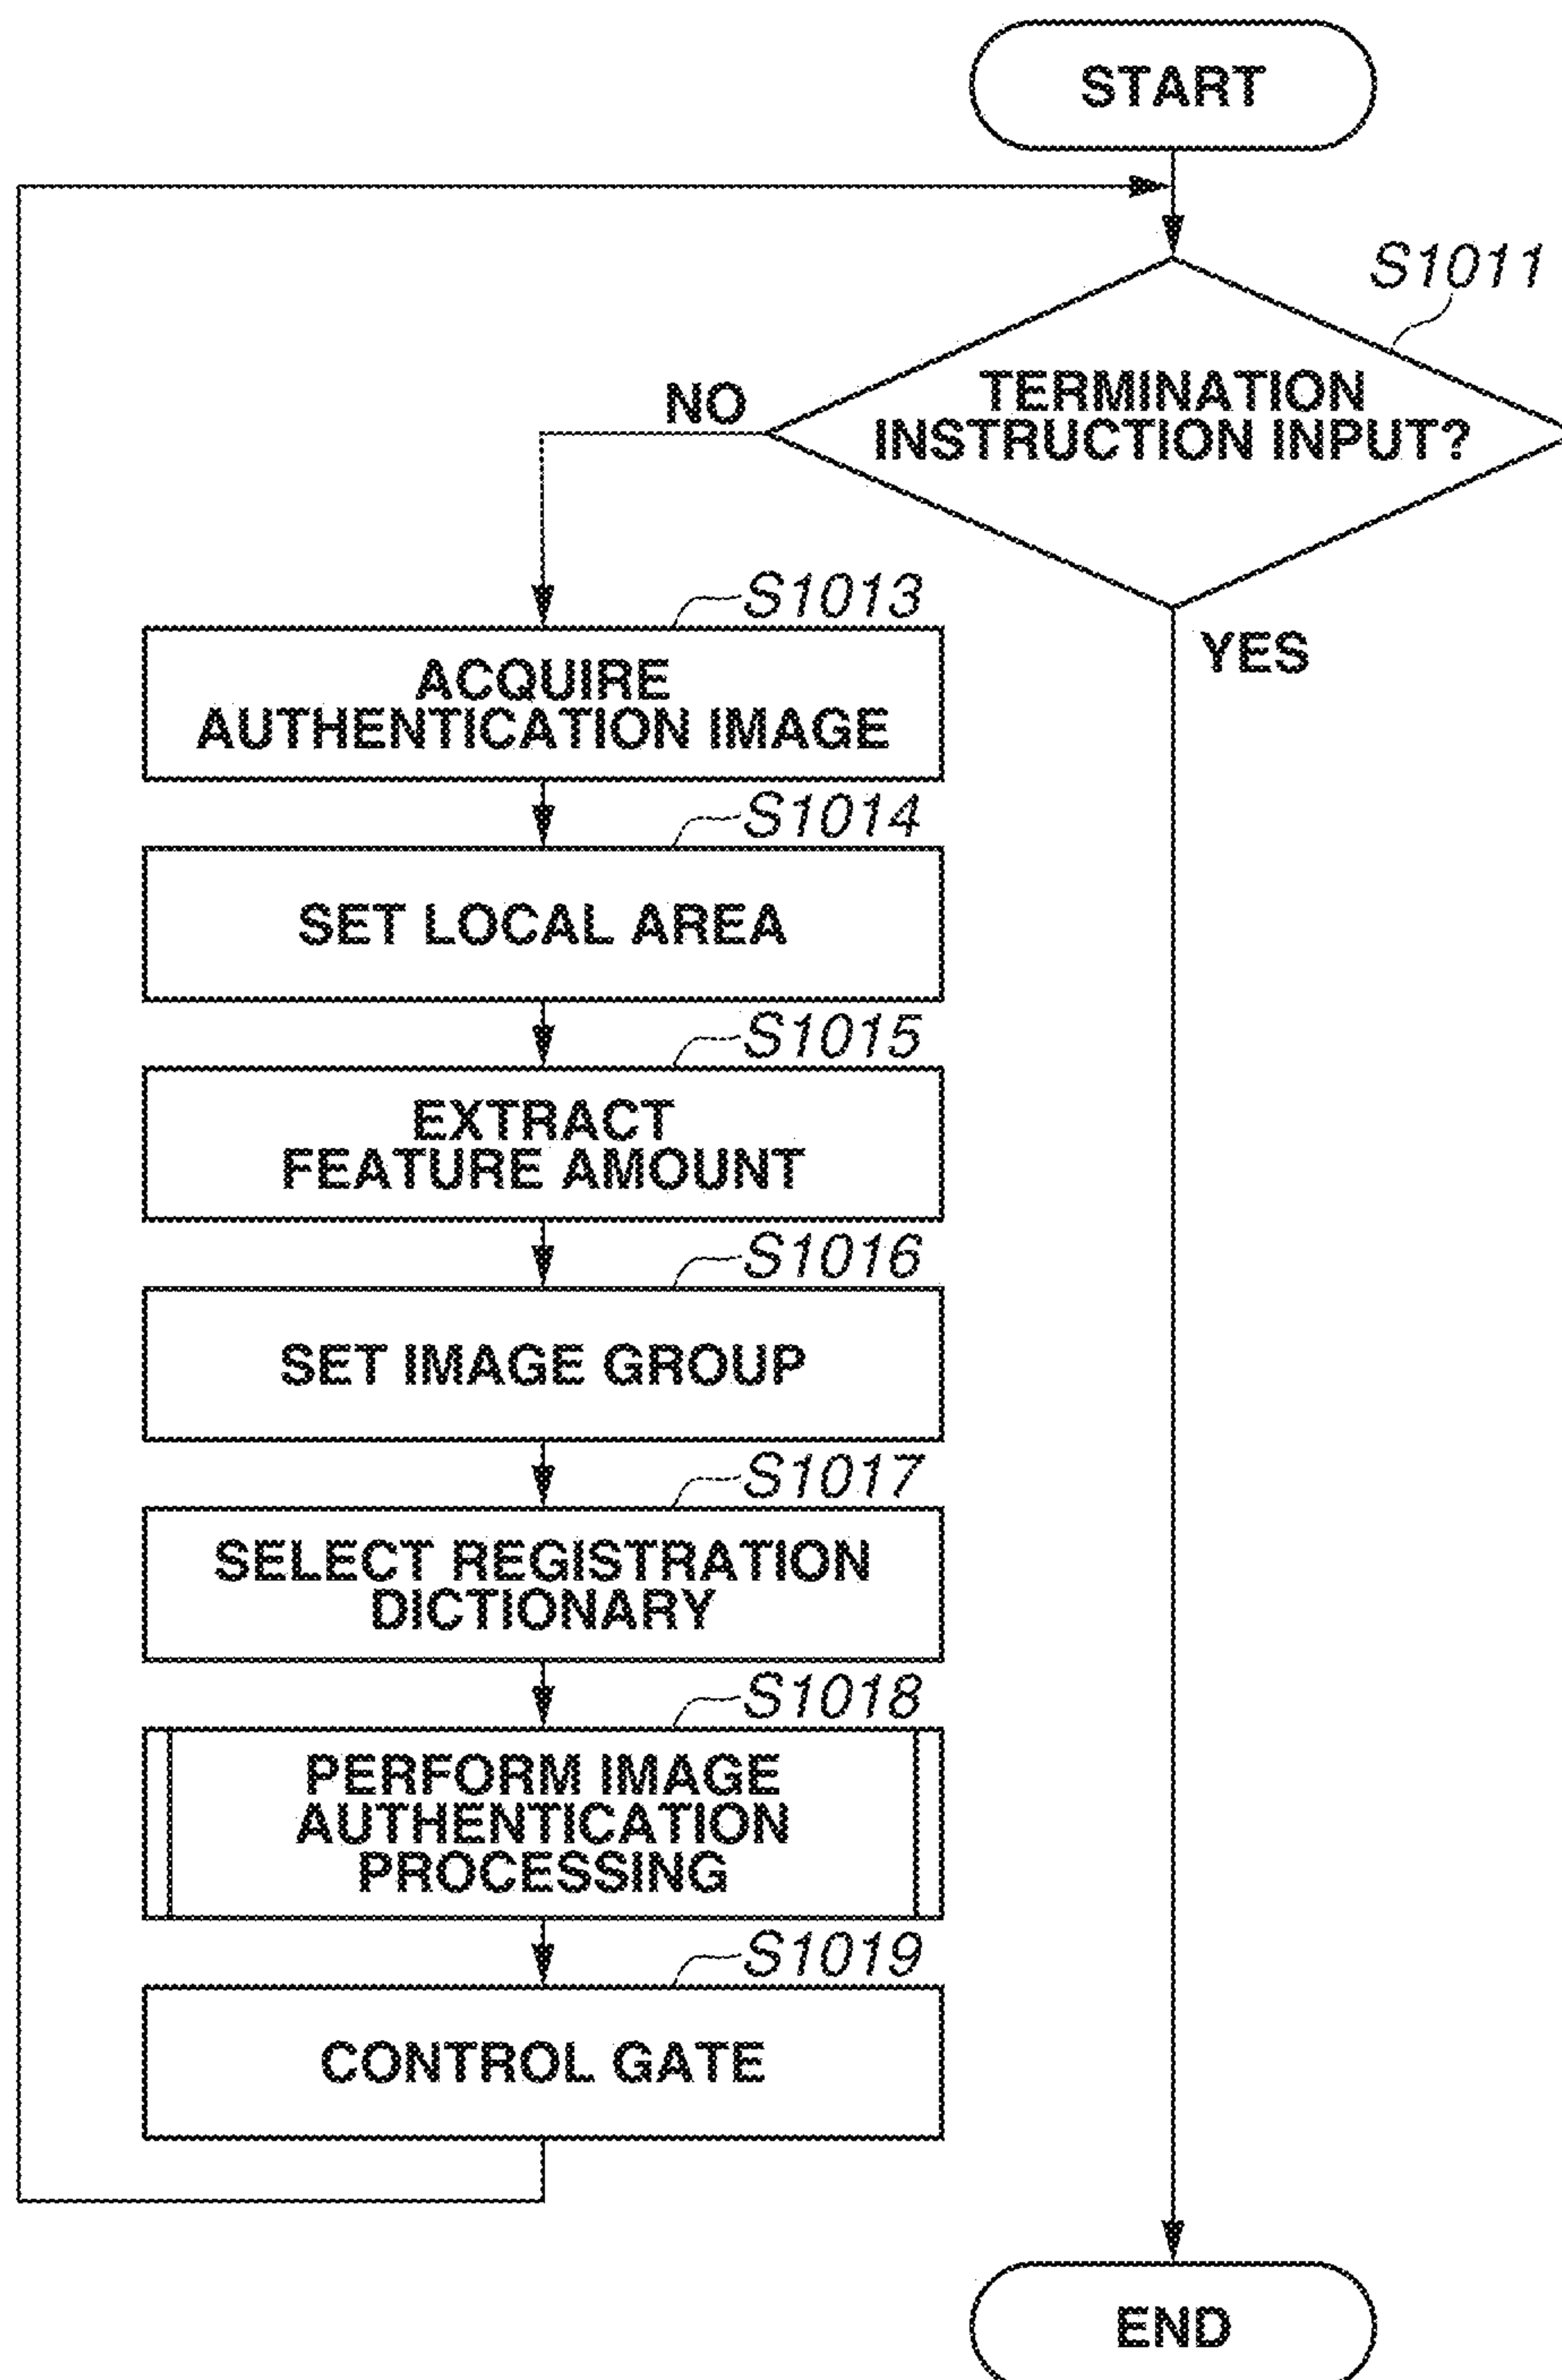 START
S1011
TERMINATION
INSTRUCTION INPUT?
NO
YES
S1013
ACQUIRE
AUTHENTICATION IMAGE
S1014
SET LOCAL AREA
S1015
EXTRACT
FEATURE AMOUNT
S1016
SET IMAGE GROUP
S1017
SELECT REGISTRATION
DICTIONARY
S1018
PERFORM IMAGE
AUTHENTICATION
PROCESSING
S1019
CONTROL GATE
END